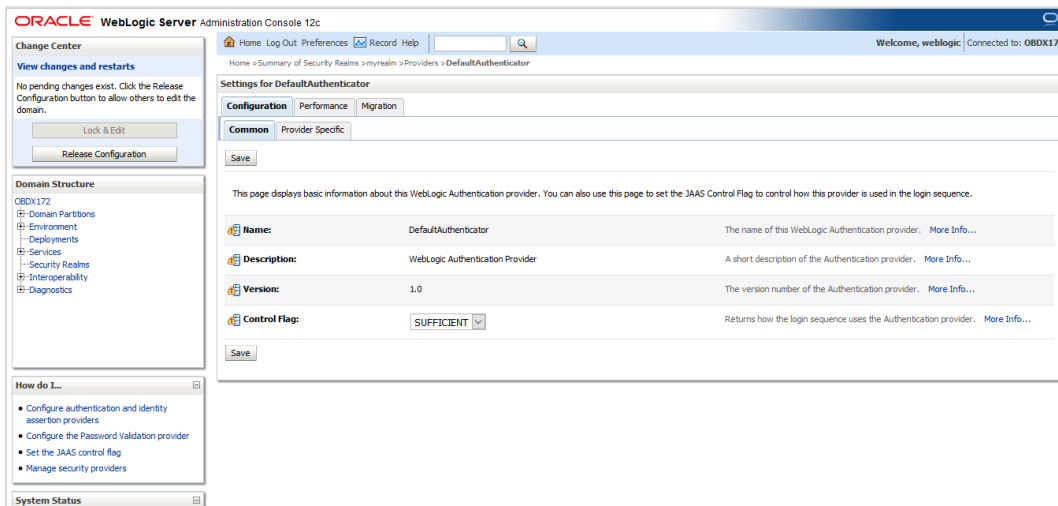 ORACLE WebLogic Server Administration Console 12c
Change Center
View changes and restarts
No pending changes exist. Click the Release
Configuration button to allow others to edit the
domain.
Lock & Edit
Release Configuration
Domain Structure
OBDX172
Domain Partitions
Environment
Deployments
Services
Security Realms
Interoperability
Diagnostics
How do I...
Configure authentication and identity
assertion providers
Configure the Password Validation provider
Set the JAAS control flag
Manage security providers
System Status
Home Log Out Preferences Record Help
Welcome, weblogic Connected to: OBDX17
Home >Summary of Security Realms >myrealm >Providers >DefaultAuthenticator
Settings for DefaultAuthenticator
Configuration Performance Migration
Common Provider Specific
Save
This page displays basic information about this WebLogic Authentication provider. You can also use this page to set the JAAS Control Flag to control how this provider is used in the login sequence.
Name: DefaultAuthenticator The name of this WebLogic Authentication provider. More Info...
Description: WebLogic Authentication Provider A short description of the Authentication provider. More Info...
Version: 1.0 The version number of the Authentication provider. More Info...
Control Flag: SUFFICIENT Returns how the login sequence uses the Authentication provider. More Info...
Save